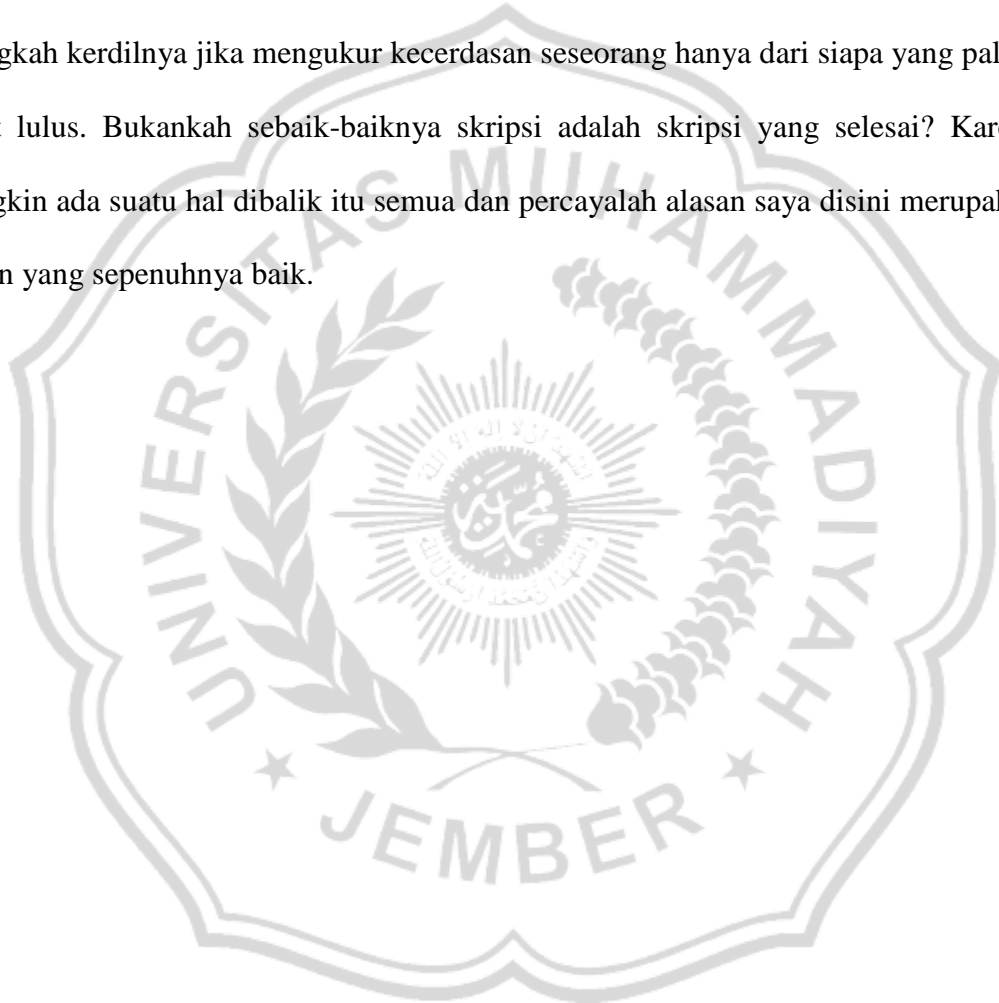 gkah kerdilnya jika mengukur kecerdasan seseorang hanya dari siapa yang pal
t lulus. Bukankah sebaik-baiknya skripsi adalah skripsi yang selesai? Kar
gkin ada suatu hal dibalik itu semua dan percayalah alasan saya disini merupal
n yang sepenuhnya baik.
UNIVERSITAS MUHAMMADIYAH
JEMBER